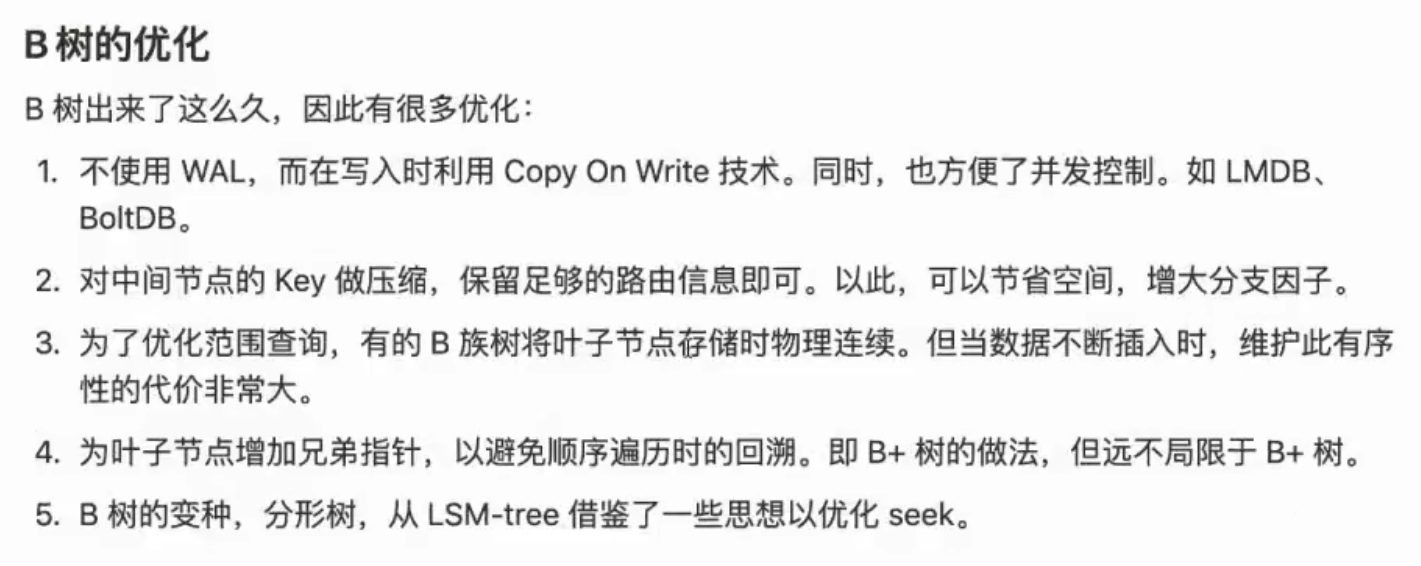 B 树的优化
B 树出来了这么久，因此有很多优化：
1. 不使用 WAL，而在写入时利用 Copy On Write 技术。同时，也方便了并发控制。如 LMDB、
BoltDB。
2. 对中间节点的 Key 做压缩，保留足够的路由信息即可。以此，可以节省空间，增大分支因子。
3. 为了优化范围查询，有的 B 族树将叶子节点存储时物理连续。但当数据不断插入时，维护此有序
性的代价非常大。
4. 为叶子节点增加兄弟指针，以避免顺序遍历时的回溯。即 B+ 树的做法，但远不局限于 B+ 树。
5. B 树的变种，分形树，从 LSM-tree 借鉴了一些思想以优化 seek。